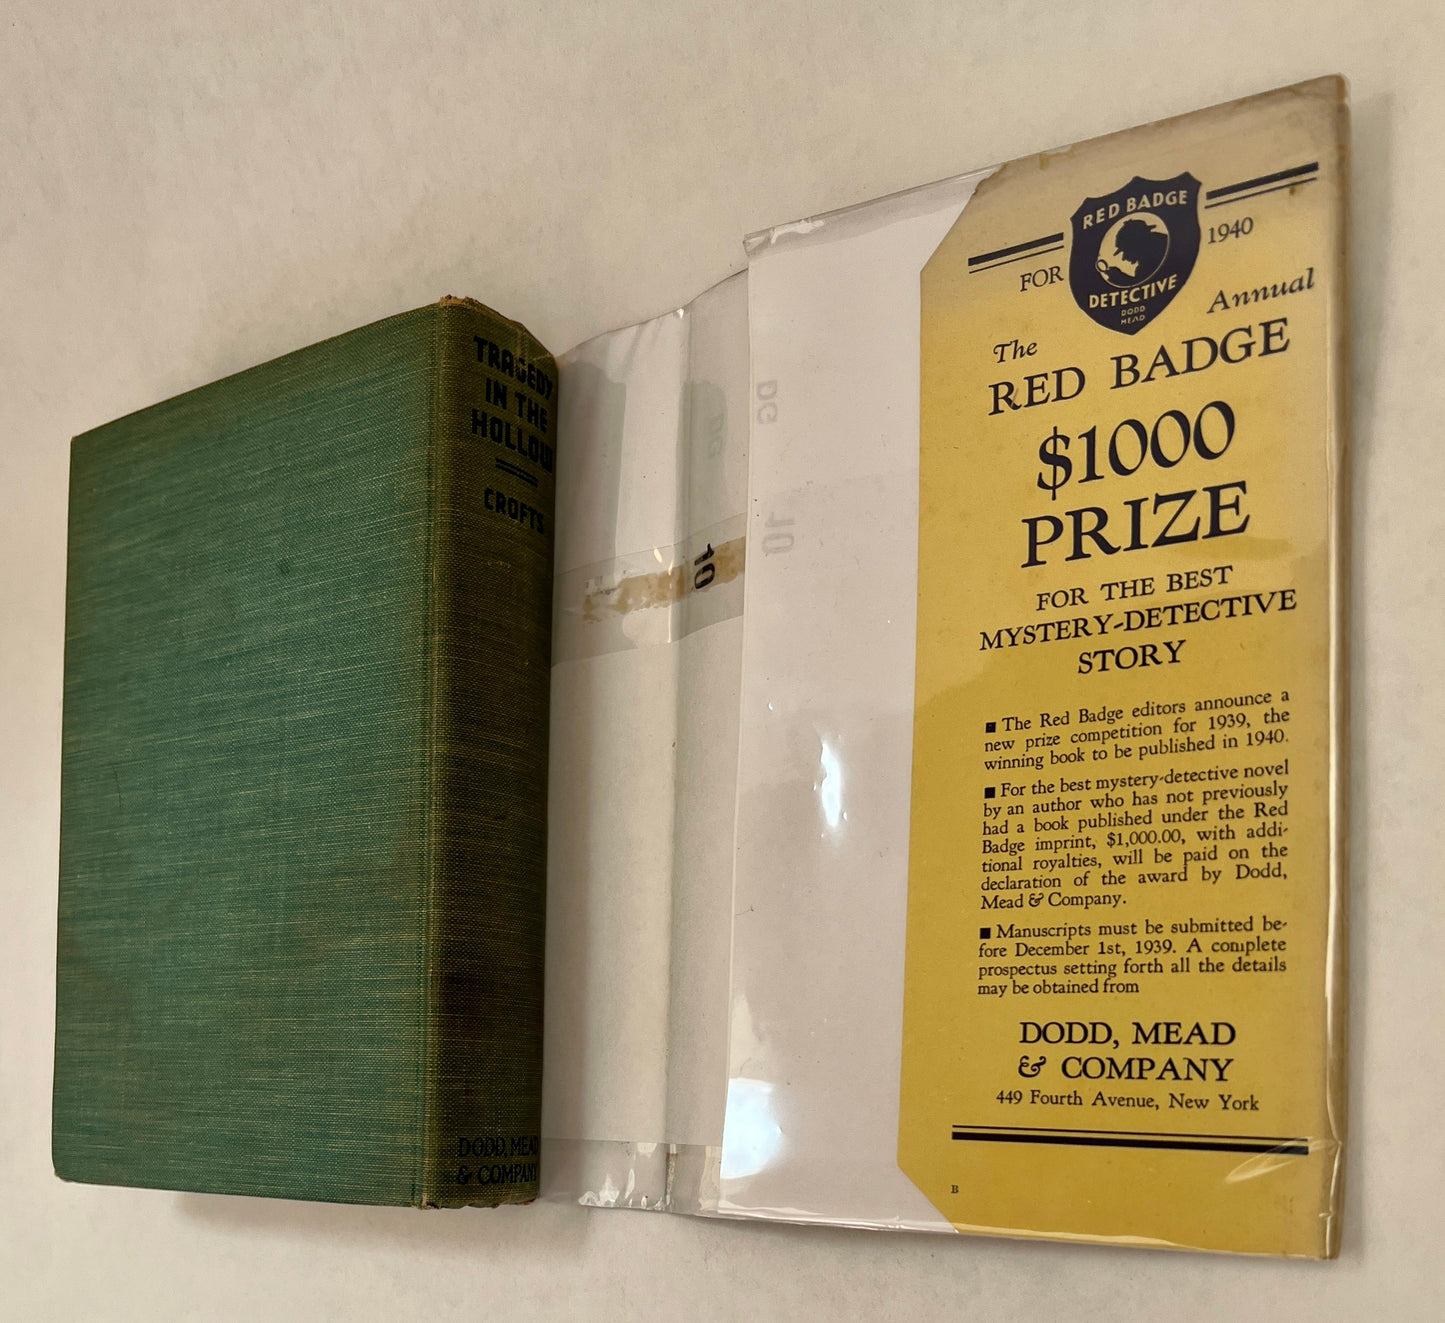 TRAGEDY
IN THE
HOLLOW
CROFTS
DODD, MEAD
& COMPANY
DG
10
DG
10
RED BADGE
DETECTIVE
DODD
MEAD
FOR
1940
The
Annual
RED BADGE
$1000
PRIZE
FOR THE BEST
MYSTERY-DETECTIVE
STORY
■ The Red Badge editors announce a
new prize competition for 1939, the
winning book to be published in 1940.
■ For the best mystery-detective novel
by an author who has not previously
had a book published under the Red
Badge imprint, $1,000.00, with addi-
tional royalties, will be paid on the
declaration of the award by Dodd,
Mead & Company.
■ Manuscripts must be submitted be-
fore December 1st, 1939. A complete
prospectus setting forth all the details
may be obtained from
DODD, MEAD
& COMPANY
449 Fourth Avenue, New York
B